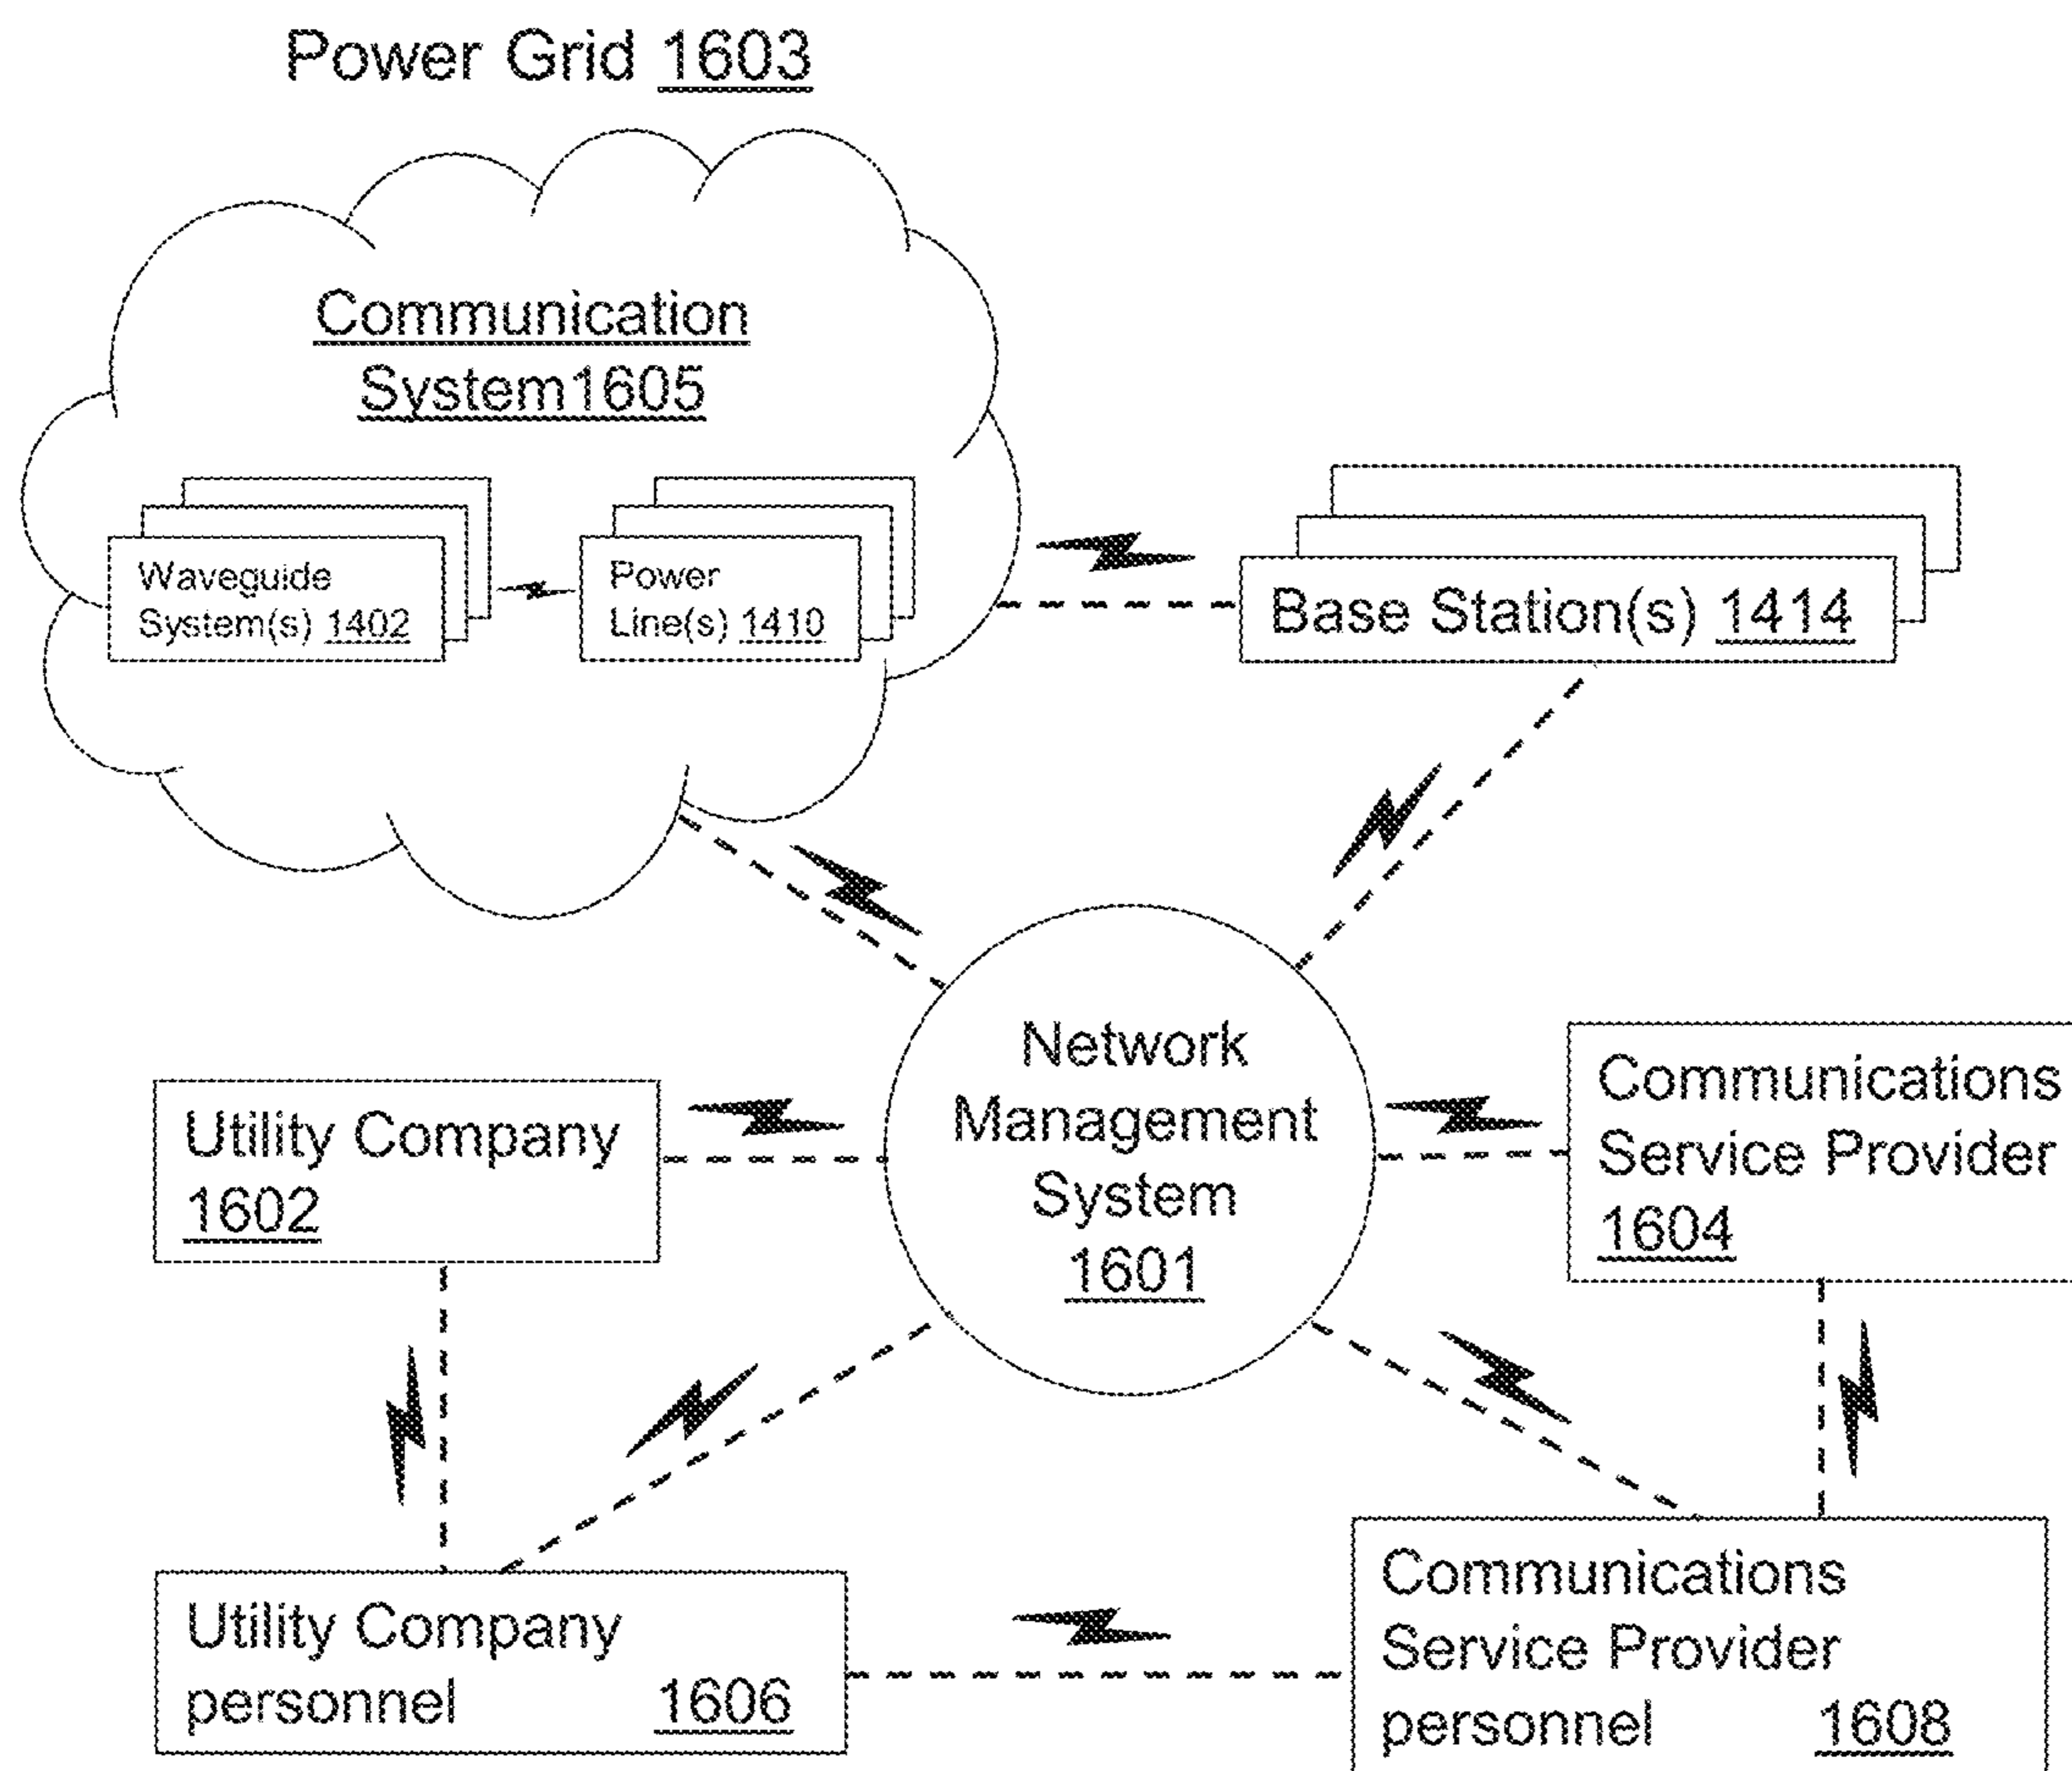 Power Grid 1603
Communication
System1605
Waveguide
System(s) 1402
Power
Line(s) 1410
Base Station(s) 1414
Network
Management
System
1601
Utility Company
1602
Communications
Service Provider
1604
Utility Company
personnel 1606
Communications
Service Provider
personnel 1608